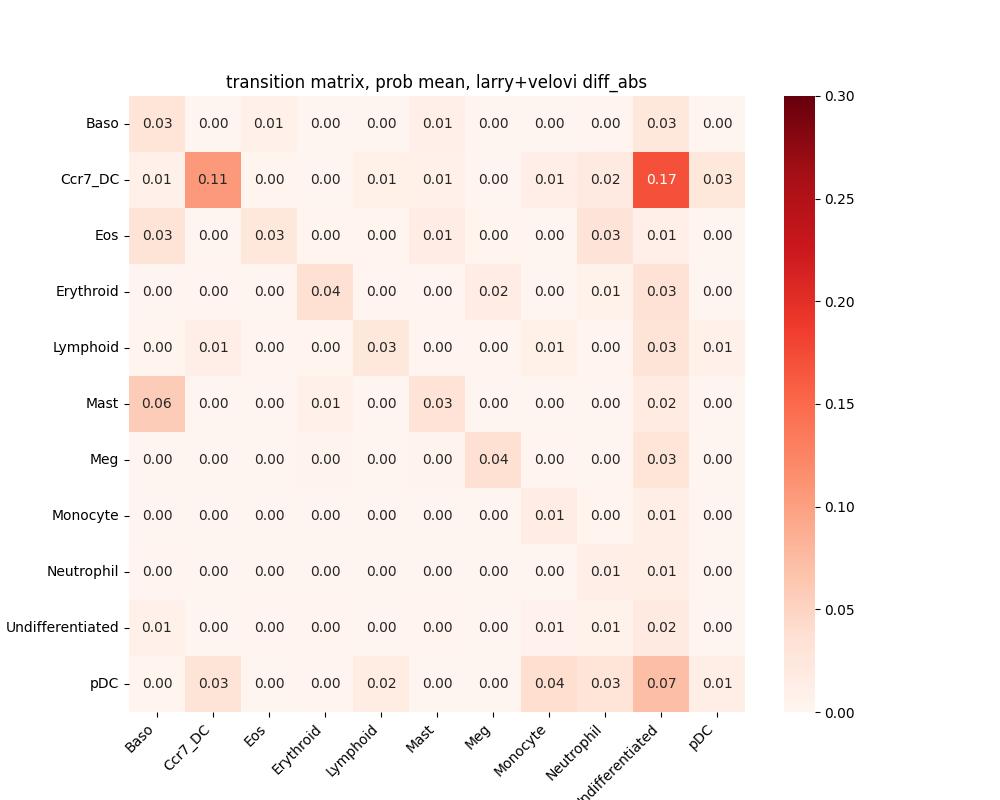 transition matrix, prob mean, larry+velovi diff_abs
Baso 0.03 0.00 0.01 0.00 0.00 0.01 0.00 0.00 0.00 0.03 0.00
Ccr7_DC 0.01 0.11 0.00 0.00 0.01 0.01 0.00 0.01 0.02 0.17 0.03
Eos 0.03 0.00 0.03 0.00 0.00 0.01 0.00 0.00 0.03 0.01 0.00
Erythroid 0.00 0.00 0.00 0.04 0.00 0.00 0.02 0.00 0.01 0.03 0.00
Lymphoid 0.00 0.01 0.00 0.00 0.03 0.00 0.00 0.01 0.00 0.03 0.01
Mast 0.06 0.00 0.00 0.01 0.00 0.03 0.00 0.00 0.00 0.02 0.00
Meg 0.00 0.00 0.00 0.00 0.00 0.00 0.04 0.00 0.00 0.03 0.00
Monocyte 0.00 0.00 0.00 0.00 0.00 0.00 0.00 0.01 0.00 0.01 0.00
Neutrophil 0.00 0.00 0.00 0.00 0.00 0.00 0.00 0.00 0.01 0.01 0.00
Undifferentiated 0.01 0.00 0.00 0.00 0.00 0.00 0.00 0.01 0.01 0.02 0.00
pDC 0.00 0.03 0.00 0.00 0.02 0.00 0.00 0.04 0.03 0.07 0.01
Baso Ccr7_DC Eos Erythroid Lymphoid Mast Meg Monocyte Neutrophil ndifferentiated pDC
0.30
0.25
0.20
0.15
0.10
0.05
0.00